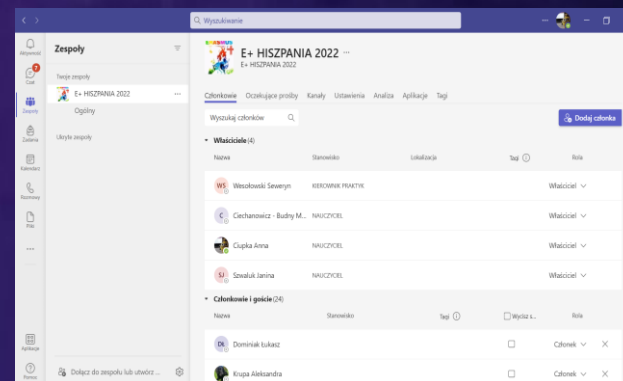 Wyszukiwanie
Aktywność
Czat
Zespoły
Zadania
Kalendarz
Rozmowy
Pliki
Aplikacje
Pomoc
Zespoły
Twoje zespoły
E+ HISZPANIA 2022
Ogólny
Ukryte zespoły
Dołącz do zespołu lub utwórz ...
E+ HISZPANIA 2022
E+ HISZPANIA 2022
Członkowie Oczekujące prośby Kanały Ustawienia Analiza Aplikacje Tagi
Wyszukaj członków
Dodaj członka
Właściciele (4)
Nazwa Stanowisko Lokalizacja Tagi Rola
WS Wesołowski Seweryn KIEROWNIK PRAKTYK Właściciel
C Ciechanowicz - Budny M... NAUCZYCIEL Właściciel
Ciupka Anna NAUCZYCIEL Właściciel
SJ Szwaluk Janina NAUCZYCIEL Właściciel
Członkowie i goście (24)
Nazwa Stanowisko Tagi Wycisz s... Rola
DŁ Dominiak Łukasz Członek
Krupa Aleksandra Członek